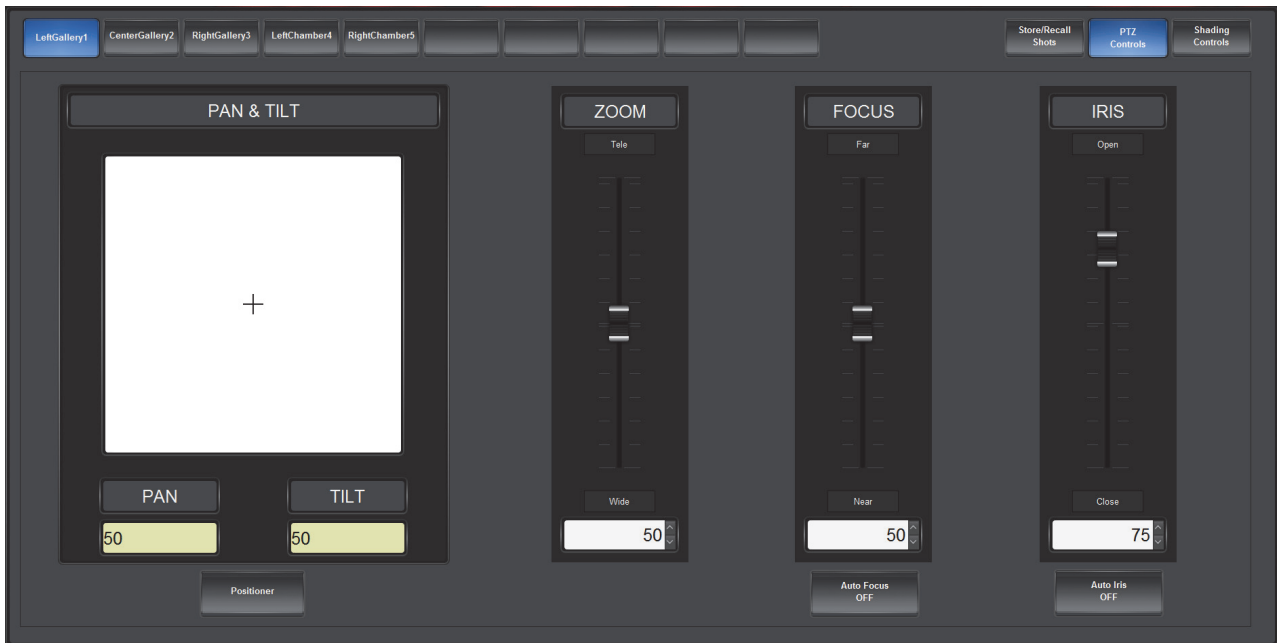 LeftGallery1
CenterGallery2
RightGallery3
LeftChamber4
RightChamber5
Store/Recall
Shots
PTZ
Controls
Shading
Controls
PAN & TILT
PAN
TILT
50
50
Positioner
ZOOM
Tele
Wide
50
FOCUS
Far
Near
50
Auto Focus
OFF
IRIS
Open
Close
75
Auto Iris
OFF